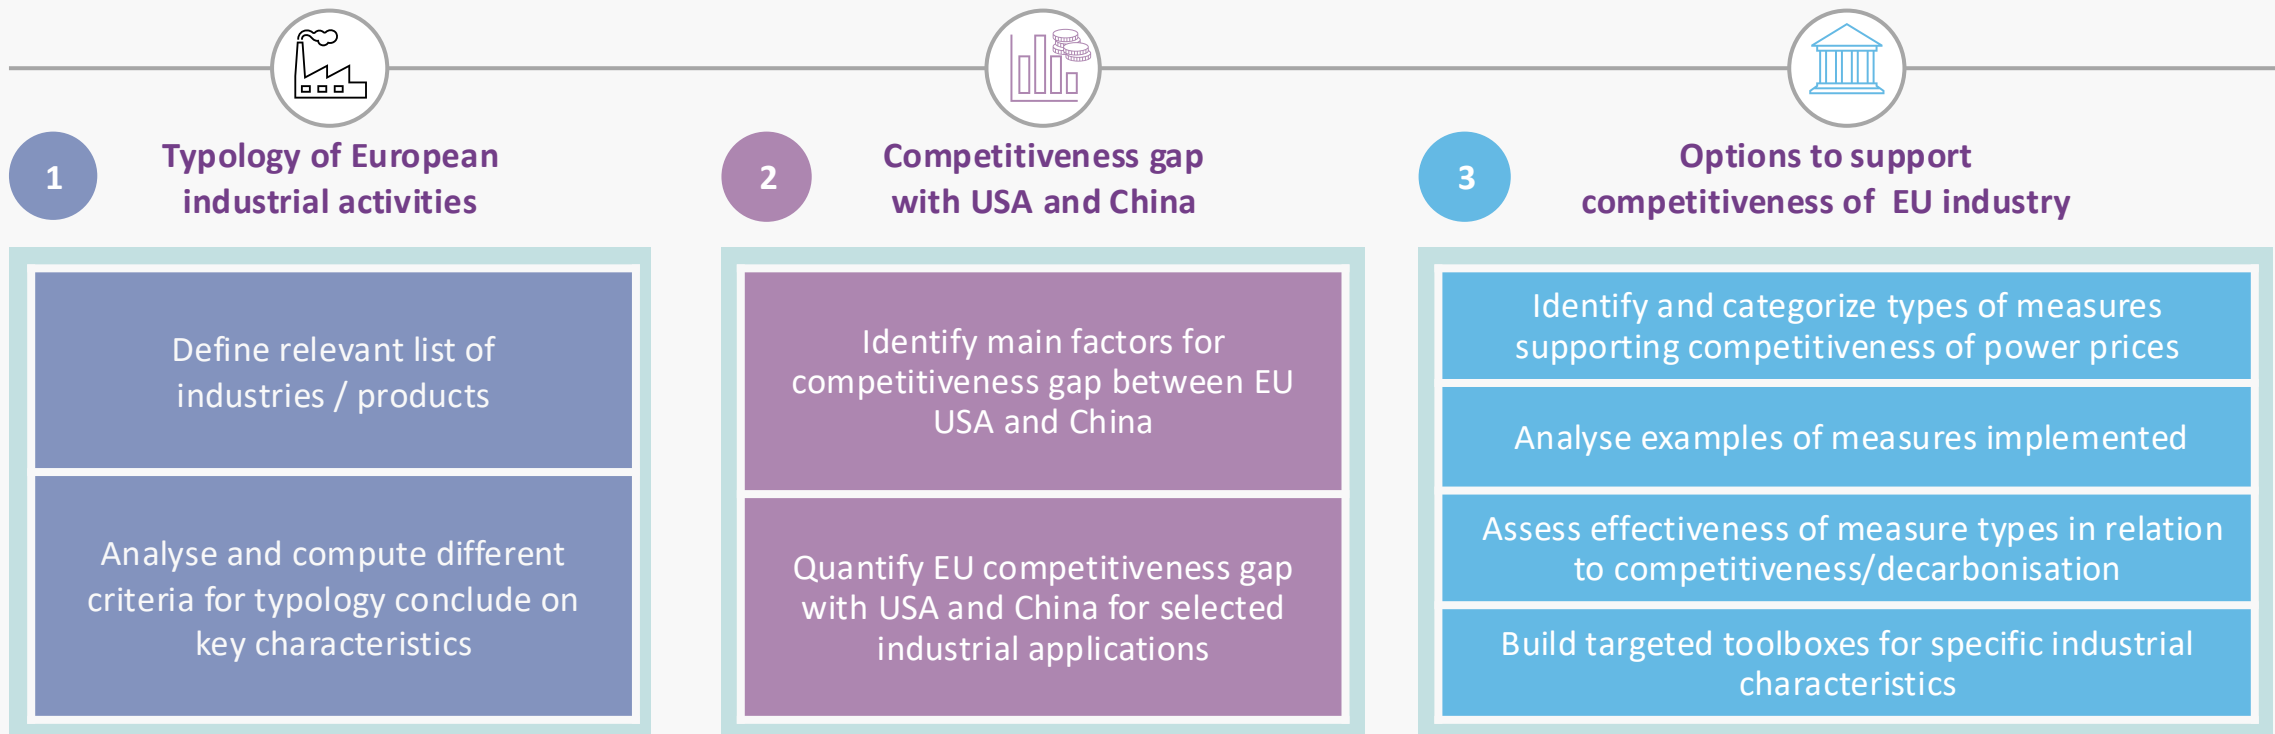 1
Typology of European
industrial activities
Define relevant list of
industries / products
Analyse and compute different
criteria for typology conclude on
key characteristics
2
Competitiveness gap
with USA and China
Identify main factors for
competitiveness gap between EU
USA and China
Quantify EU competitiveness gap
with USA and China for selected
industrial applications
3
Options to support
competitiveness of EU industry
Identify and categorize types of measures
supporting competitiveness of power prices
Analyse examples of measures implemented
Assess effectiveness of measure types in relation
to competitiveness/decarbonisation
Build targeted toolboxes for specific industrial
characteristics